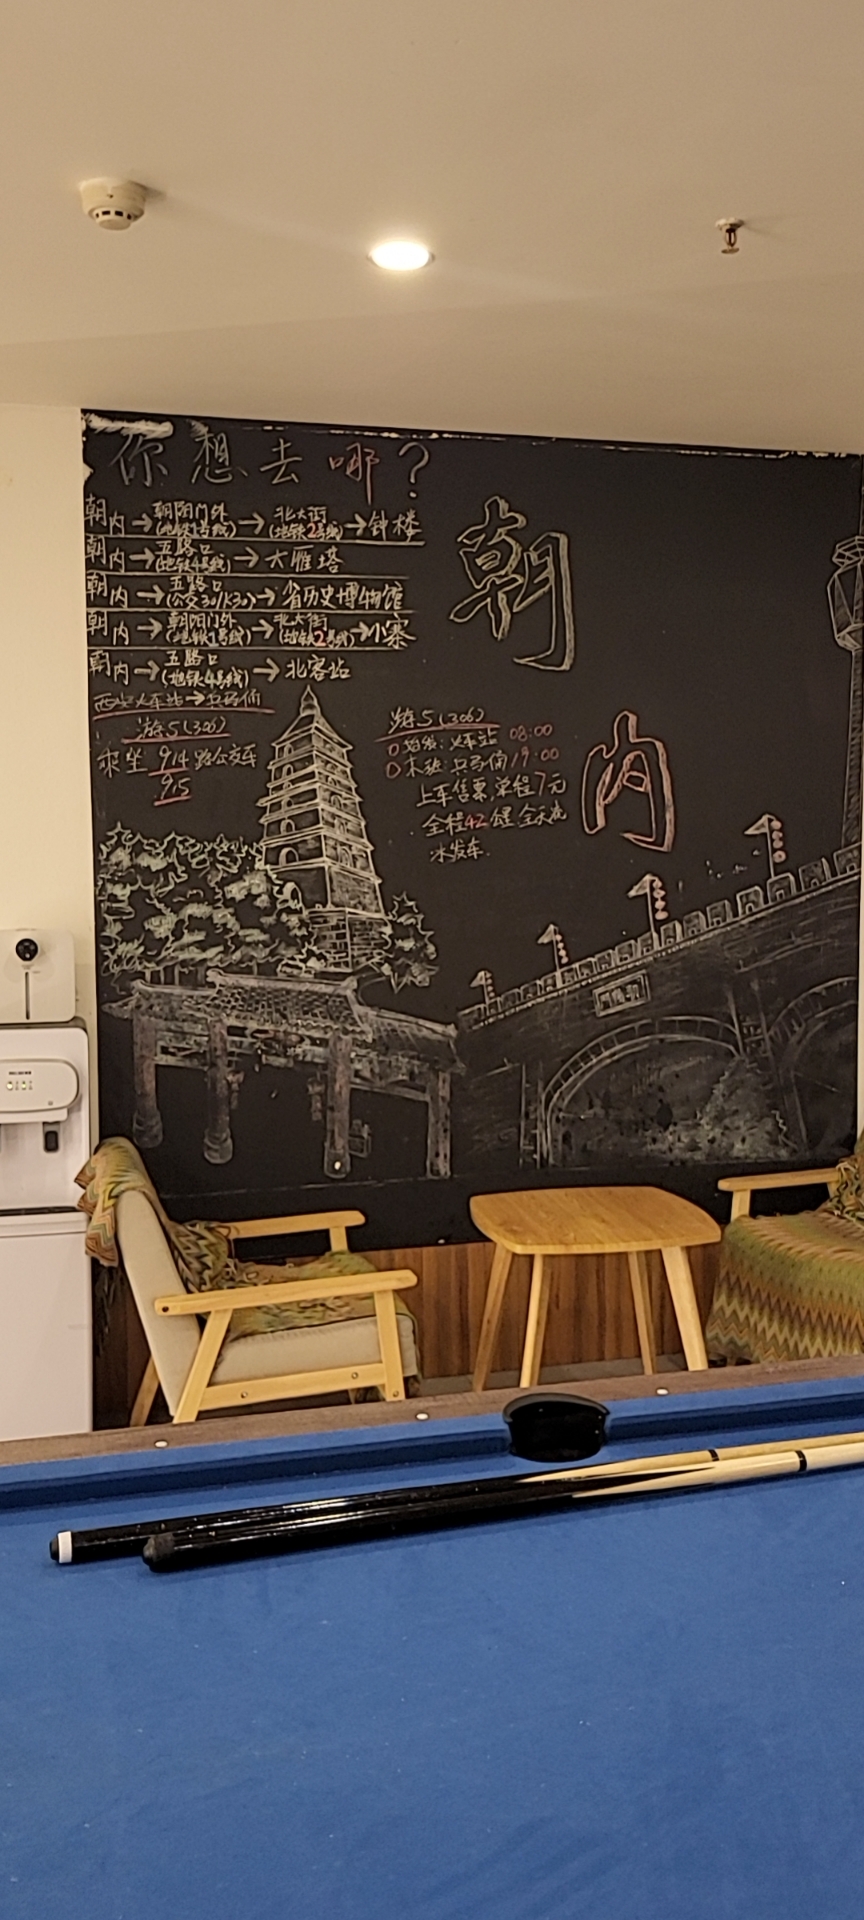 你想去哪?
朝内→朝阳门外(地铁1号线)→北大街(地铁2号线)→钟楼
朝内→五路口(地铁4号线)→大雁塔
朝内→五路口(公交30/K30)→省历史博物馆
朝内→朝阳门外(地铁1号线)→北大街(地铁2号线)→小寨
朝内→五路口(地铁4号线)→北客站
西安火车站→兵马俑
游5(306)
乘坐914路公交车
915
游5(306)
始发:火车站 08:00
末班:兵马俑 19:00
上车售票,单程7元
全程42
发车.
朝
内